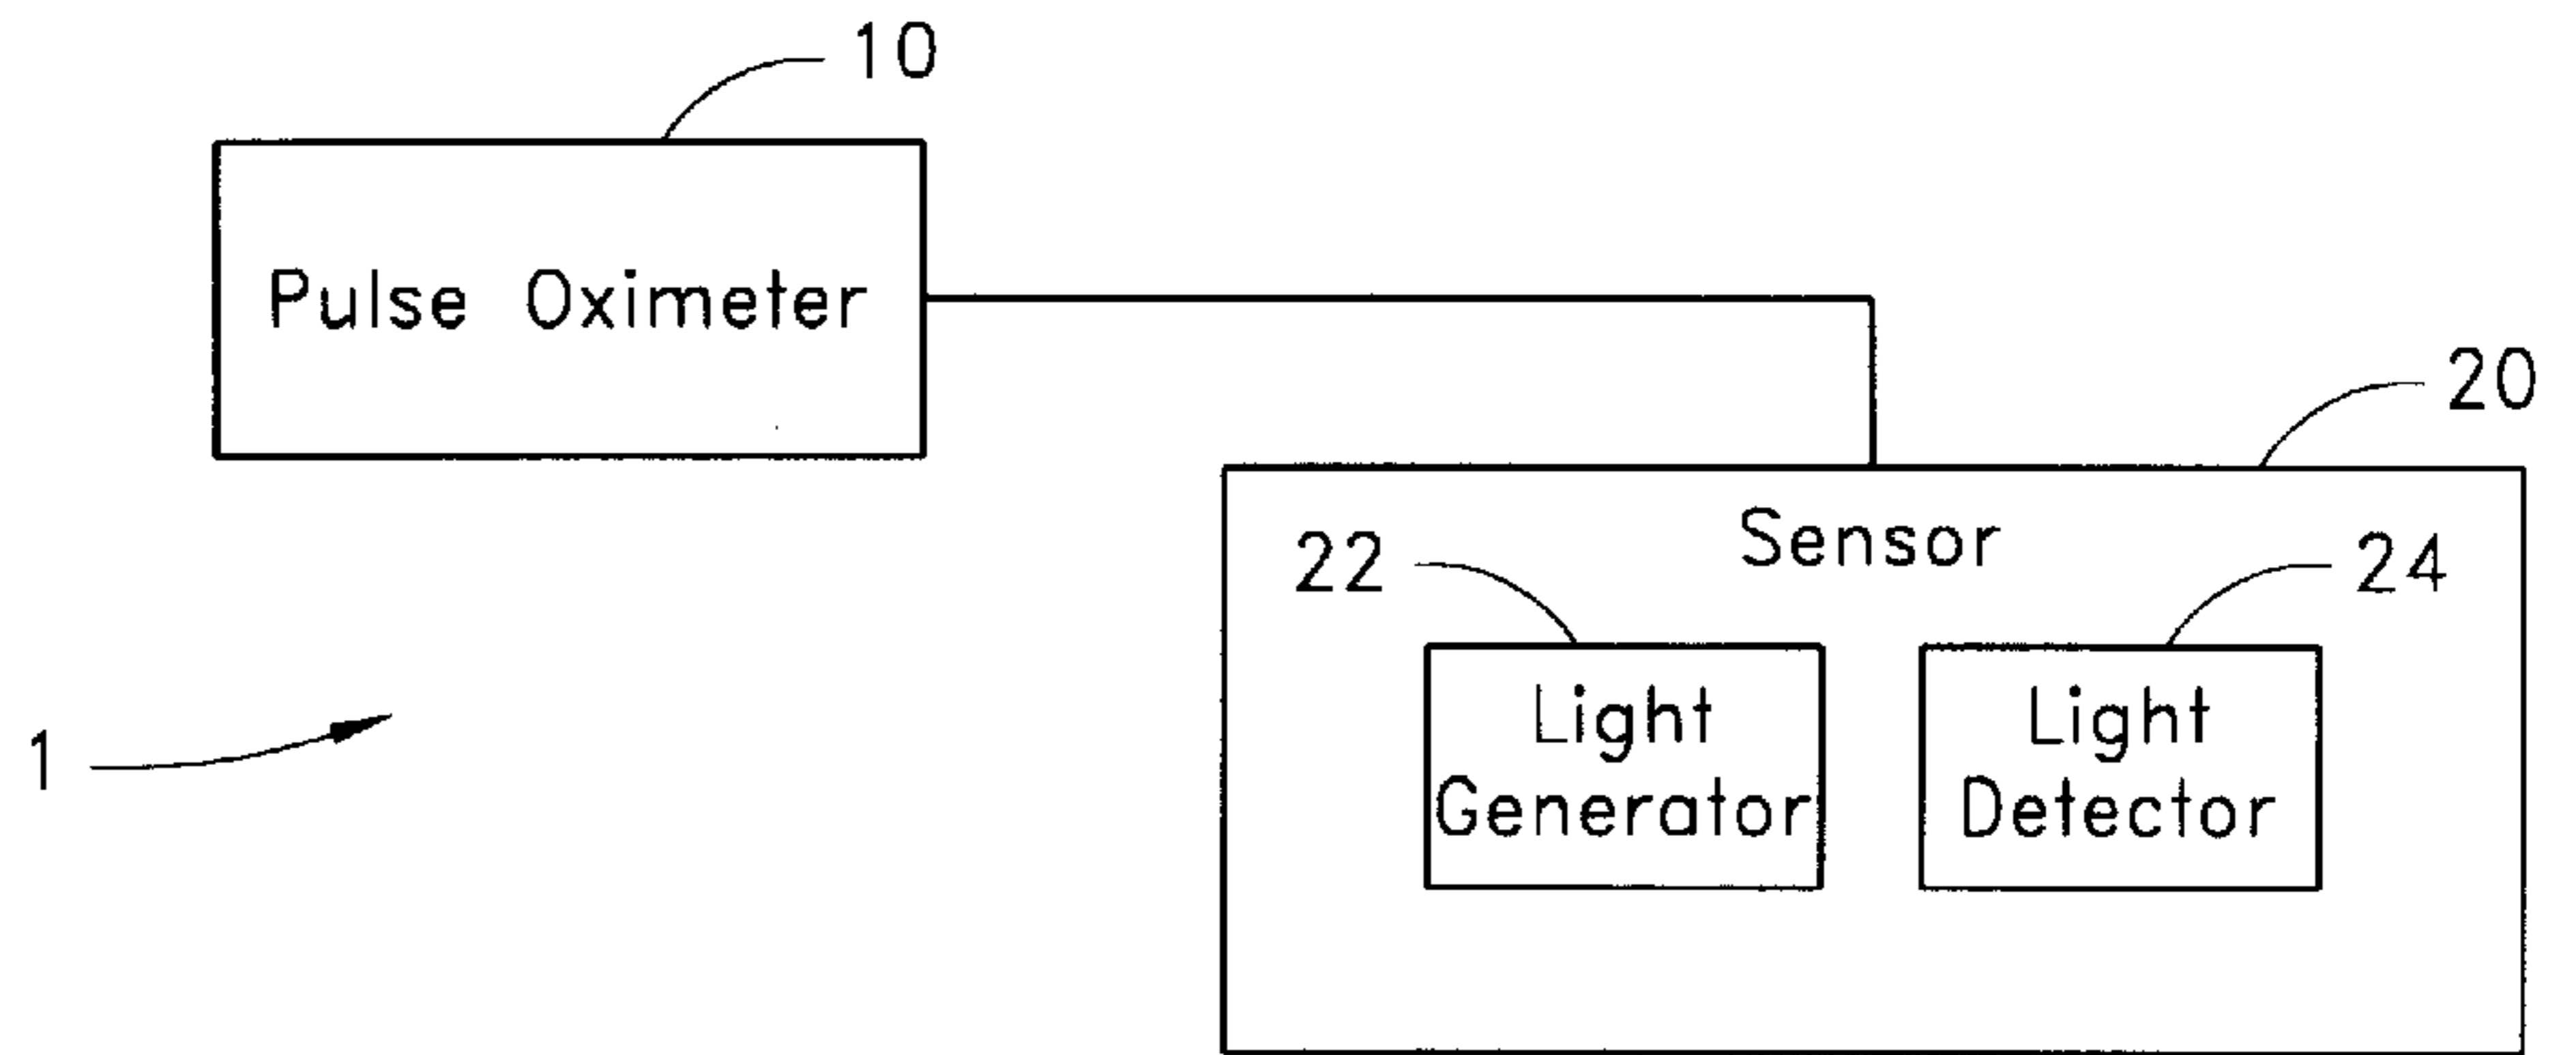 10
Pulse Oximeter
20
Sensor
22
24
Light
Generator
Light
Detector
1